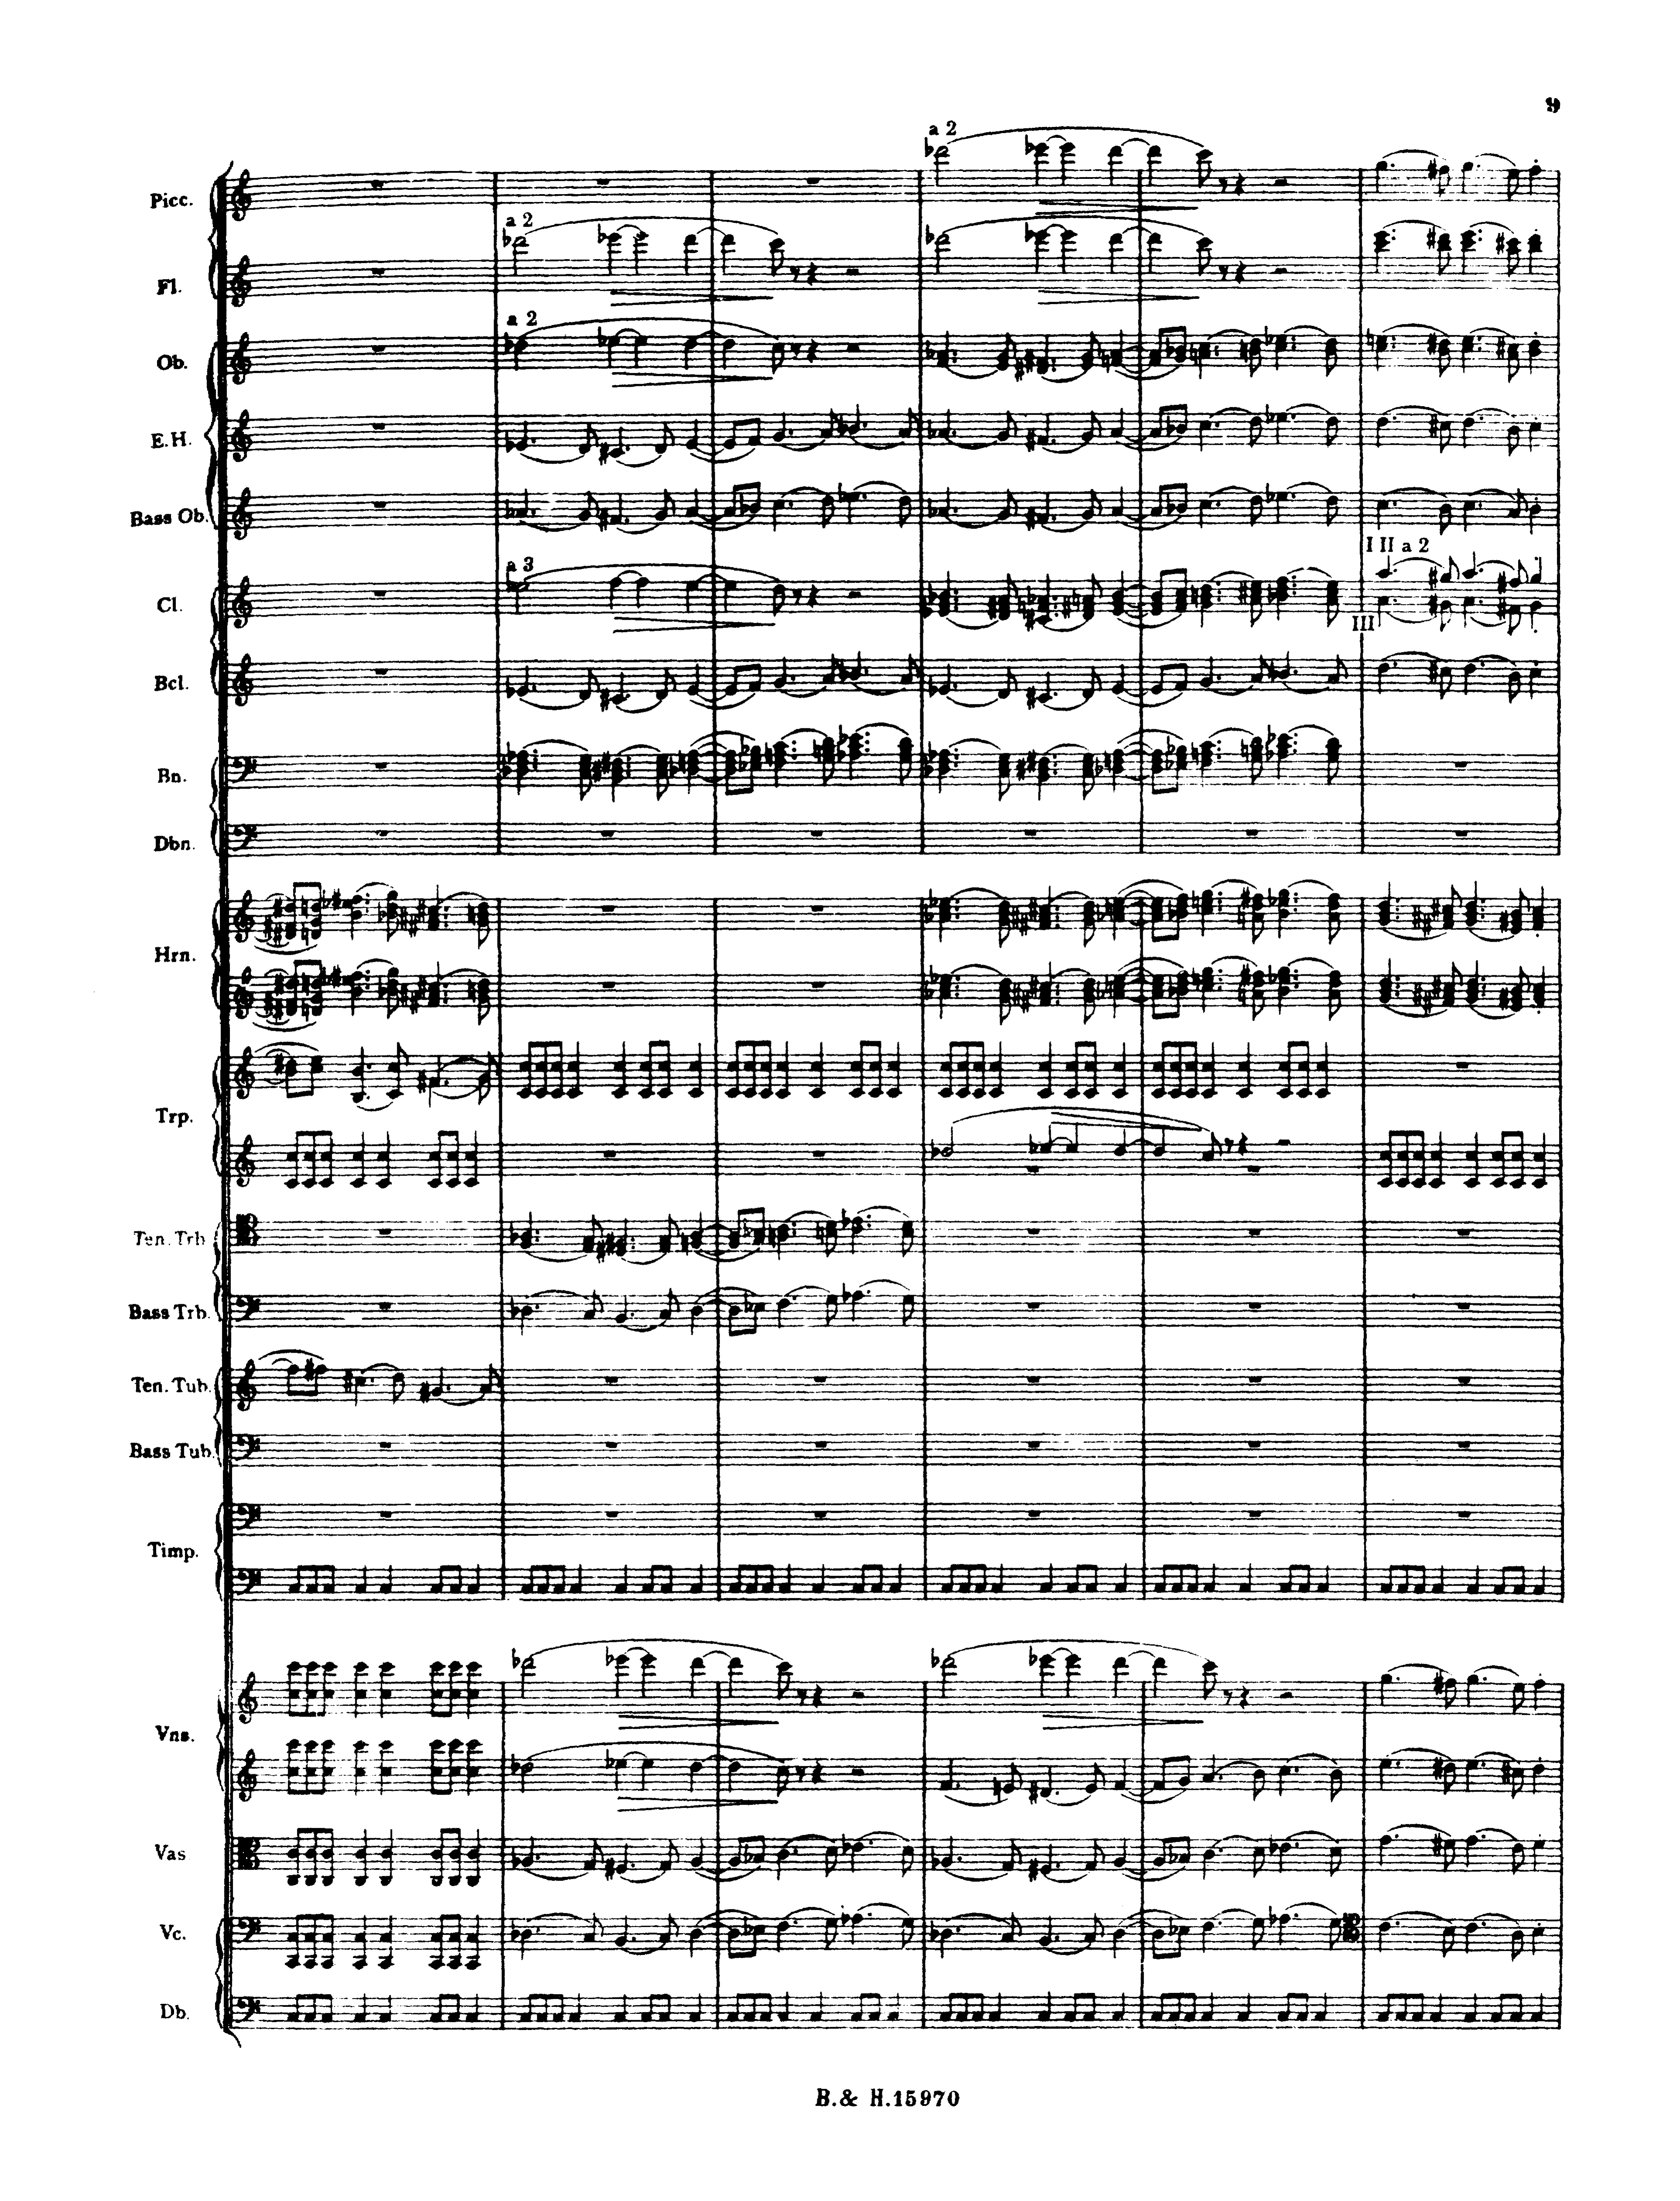 9
a 2
Picc.
a 2
Fl.
a 2
Ob.
E.H.
Bass Ob.
I II a 2
a 3
Cl.
III
Bcl.
Bn.
Dbn.
Hrn.
Trp.
Ten. Trb.
Bass Trb.
Ten. Tub.
Bass Tub.
Timp.
Vns.
Vas
Vc.
Db.
B.& H.15970